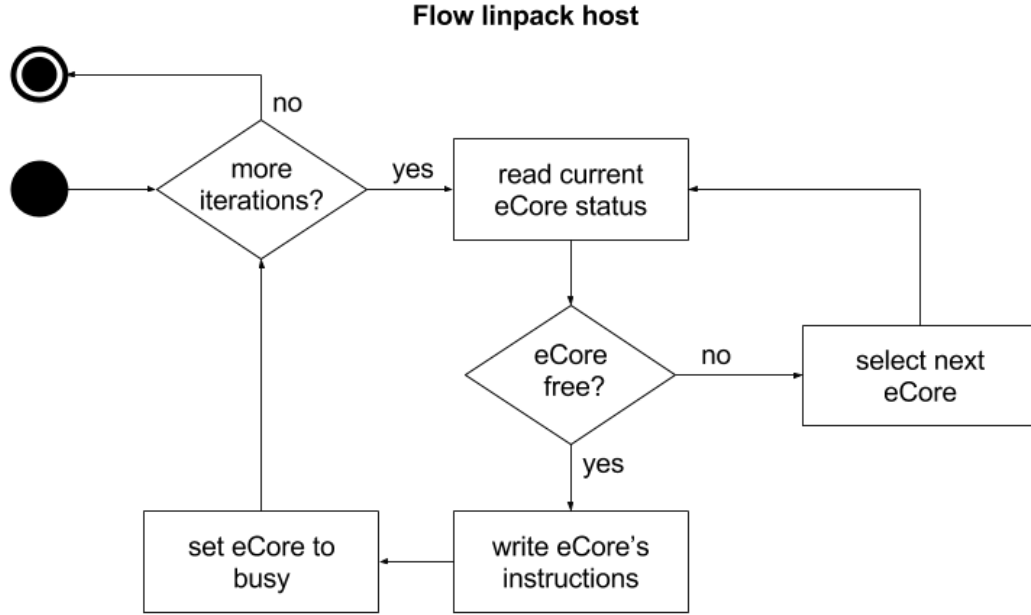 Flow linpack host
no
more
iterations?
yes
read current
eCore status
eCore
free?
no
select next
eCore
yes
set eCore to
busy
write eCore’s
instructions